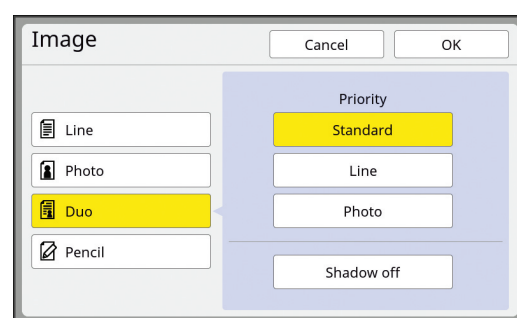 Image
Cancel
OK
Line
Photo
Duo
Pencil
Priority
Standard
Line
Photo
Shadow off